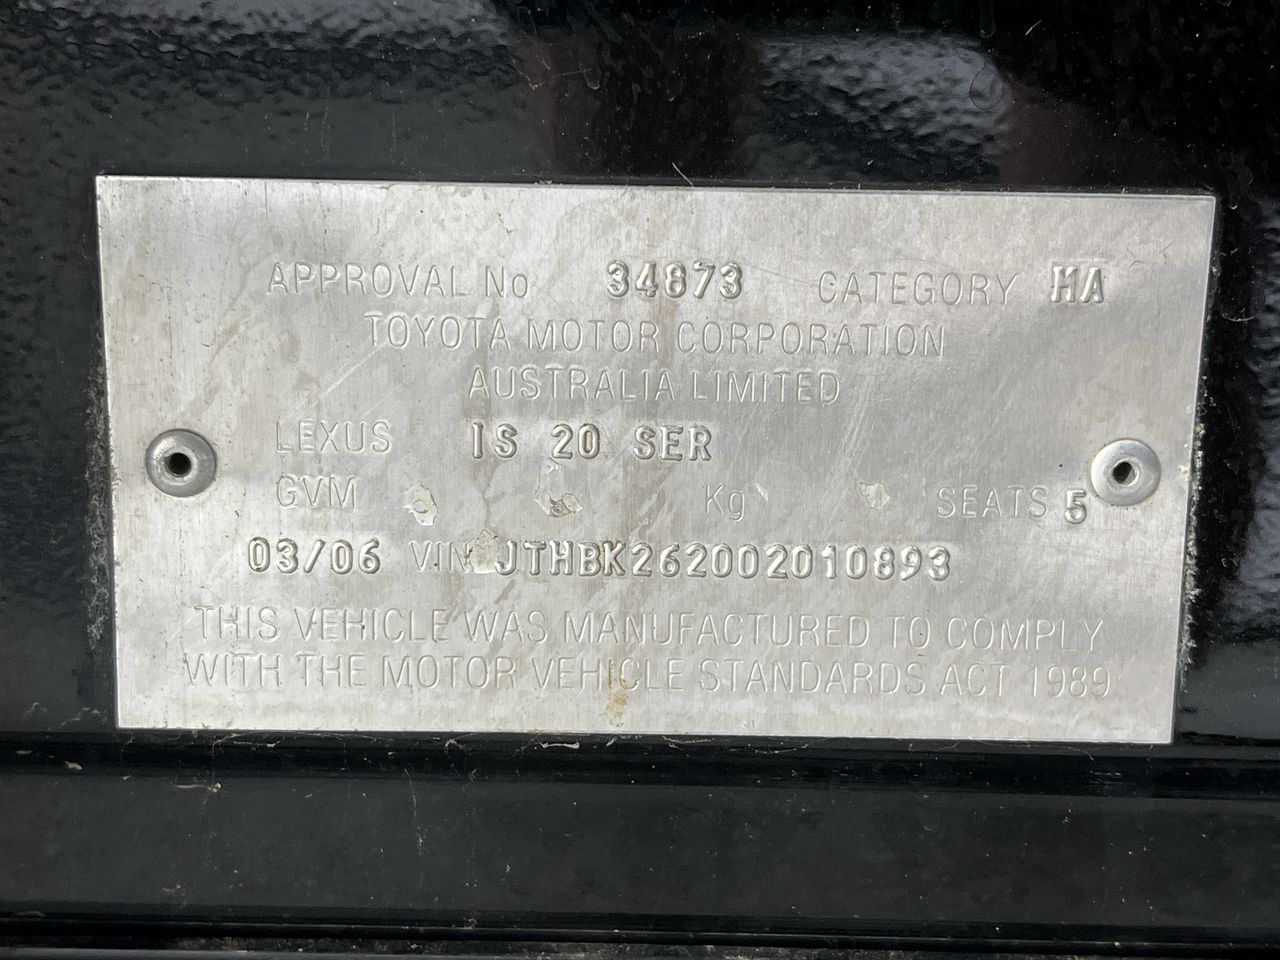 APPROVAL No 34873 CATEGORY MA
TOYOTA MOTOR CORPORATION
AUSTRALIA LIMITED
LEXUS IS 20 SER
GVM Kg SEATS 5
03/06 VIN JTHBK262002010893
THIS VEHICLE WAS MANUFACTURED TO COMPLY
WITH THE MOTOR VEHICLE STANDARDS ACT 1989